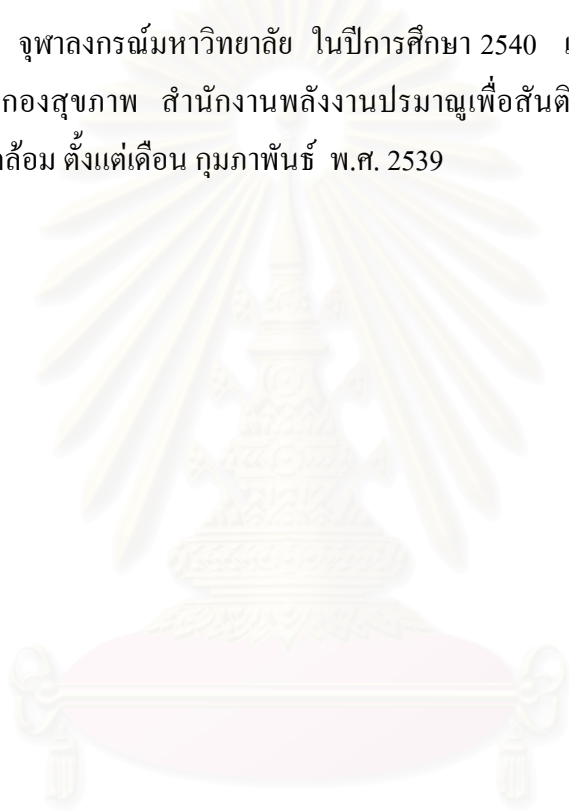 จุฬาลงกรณ์มหาวิทยาลัย ในปีการศึกษา 2540
กองสุขภาพ สำนักงานพลังงานปรมาณูเพื่อสันติ
ล้อม ตั้งแต่เดือน กุมภาพันธ์ พ.ศ. 2539